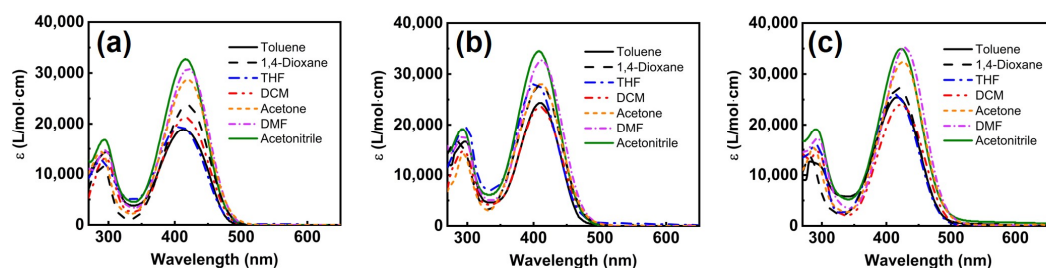 (a)
40,000
30,000
20,000
10,000
0
ε (L/mol·cm)
Toluene
1,4-Dioxane
THF
DCM
Acetone
DMF
Acetonitrile
300 400 500 600
Wavelength (nm)
(b)
40,000
30,000
20,000
10,000
0
ε (L/mol·cm)
Toluene
1,4-Dioxane
THF
DCM
Acetone
DMF
Acetonitrile
300 400 500 600
Wavelength (nm)
(c)
40,000
30,000
20,000
10,000
0
ε (L/mol·cm)
Toluene
1,4-Dioxane
THF
DCM
Acetone
DMF
Acetonitrile
300 400 500 600
Wavelength (nm)